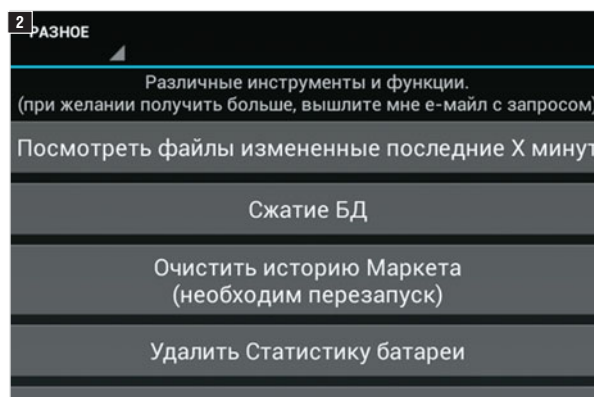 2
РАЗНОЕ
Различные инструменты и функции.
(при желании получить больше, вышлите мне е-майл с запросом)
Посмотреть файлы измененные последние X минут
Сжатие БД
Очистить историю Маркета
(необходим перезапуск)
Удалить Статистику батареи